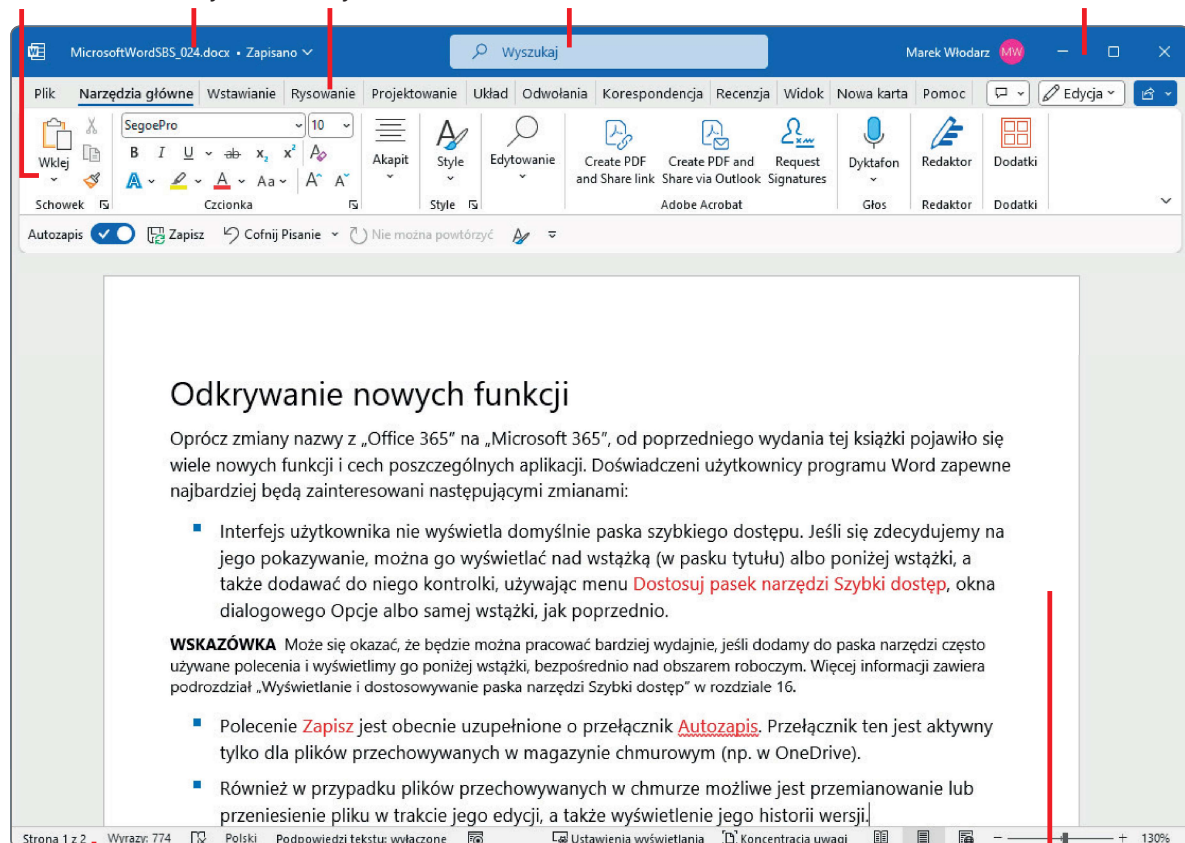 MicrosoftWordSBS_024.docx • Zapisano
Wyszukaj
Marek Włodarz MW
Plik Narzędzia główne Wstawianie Rysowanie Projektowanie Układ Odwołania Korespondencja Recenzja Widok Nowa karta Pomoc Edycja
SegoePro 10
B I U ab x₂ x² A
Wklej Akapit Style Edytowanie Create PDF and Share link Create PDF and Share via Outlook Request Signatures Dyktafon Redaktor Dodatki
A A Aa A A
Schowek Czcionka Style Adobe Acrobat Głos Redaktor Dodatki
Autozapis Zapisz Cofnij Pisanie Nie można powtórzyć
Odkrywanie nowych funkcji
Oprócz zmiany nazwy z „Office 365” na „Microsoft 365”, od poprzedniego wydania tej książki pojawiło się
wiele nowych funkcji i cech poszczególnych aplikacji. Doświadczeni użytkownicy programu Word zapewne
najbardziej będą zainteresowani następującymi zmianami:
▪ Interfejs użytkownika nie wyświetla domyślnie paska szybkiego dostępu. Jeśli się zdecydujemy na
jego pokazywanie, można go wyświetlać nad wstążką (w pasku tytułu) albo poniżej wstążki, a
także dodawać do niego kontrolki, używając menu Dostosuj pasek narzędzi Szybki dostęp, okna
dialogowego Opcje albo samej wstążki, jak poprzednio.
WSKAZÓWKA Może się okazać, że będzie można pracować bardziej wydajnie, jeśli dodamy do paska narzędzi często
używane polecenia i wyświetlimy go poniżej wstążki, bezpośrednio nad obszarem roboczym. Więcej informacji zawiera
podrozdział „Wyświetlanie i dostosowywanie paska narzędzi Szybki dostęp” w rozdziale 16.
▪ Polecenie Zapisz jest obecnie uzupełnione o przełącznik Autozapis. Przełącznik ten jest aktywny
tylko dla plików przechowywanych w magazynie chmurowym (np. w OneDrive).
▪ Również w przypadku plików przechowywanych w chmurze możliwe jest przemianowanie lub
przeniesienie pliku w trakcie jego edycji, a także wyświetlenie jego historii wersji.
Strona 1 z 2 Wyrazy: 774 Polski Podpowiedzi tekstu: wyłączone Ustawienia wyświetlania Koncentracja uwagi − + 130%